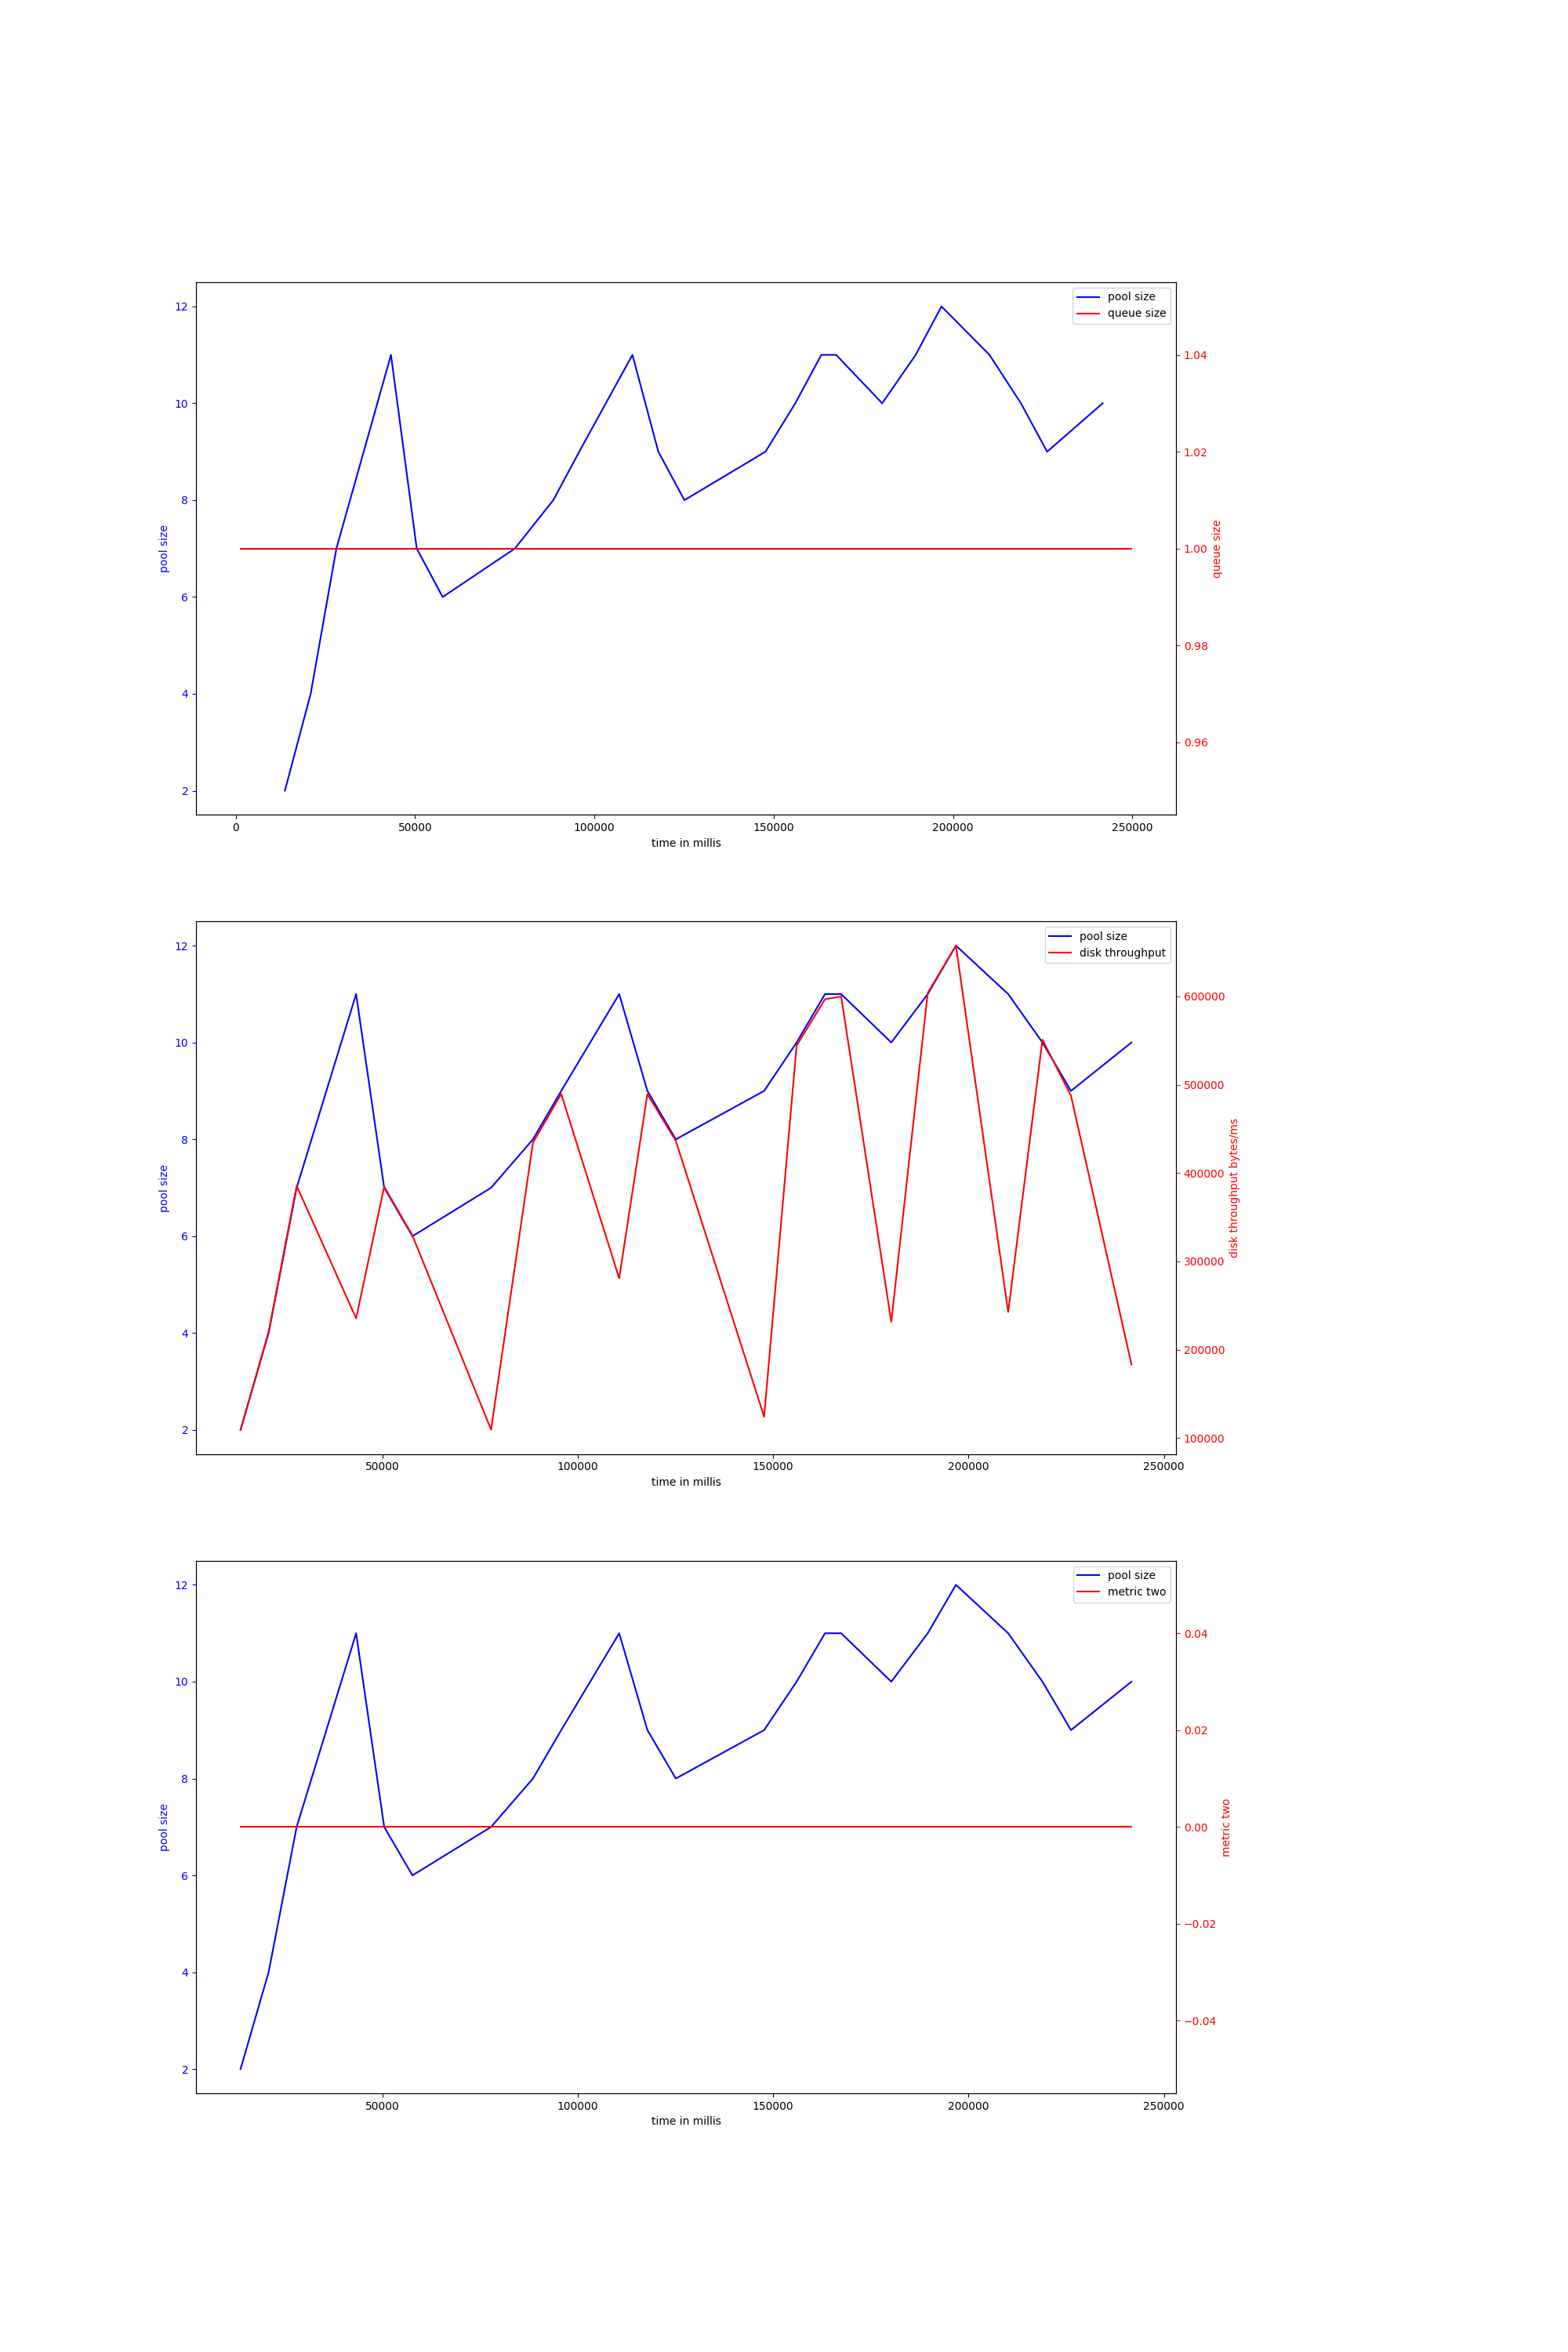 pool size
queue size
12
10
8
6
4
2
pool size
1.04
1.02
1.00
0.98
0.96
queue size
0 50000 100000 150000 200000 250000
time in millis
pool size
disk throughput
12
10
8
6
4
2
pool size
600000
500000
400000
300000
200000
100000
disk throughput bytes/ms
50000 100000 150000 200000 250000
time in millis
pool size
metric two
12
10
8
6
4
2
pool size
0.04
0.02
0.00
−0.02
−0.04
metric two
50000 100000 150000 200000 250000
time in millis